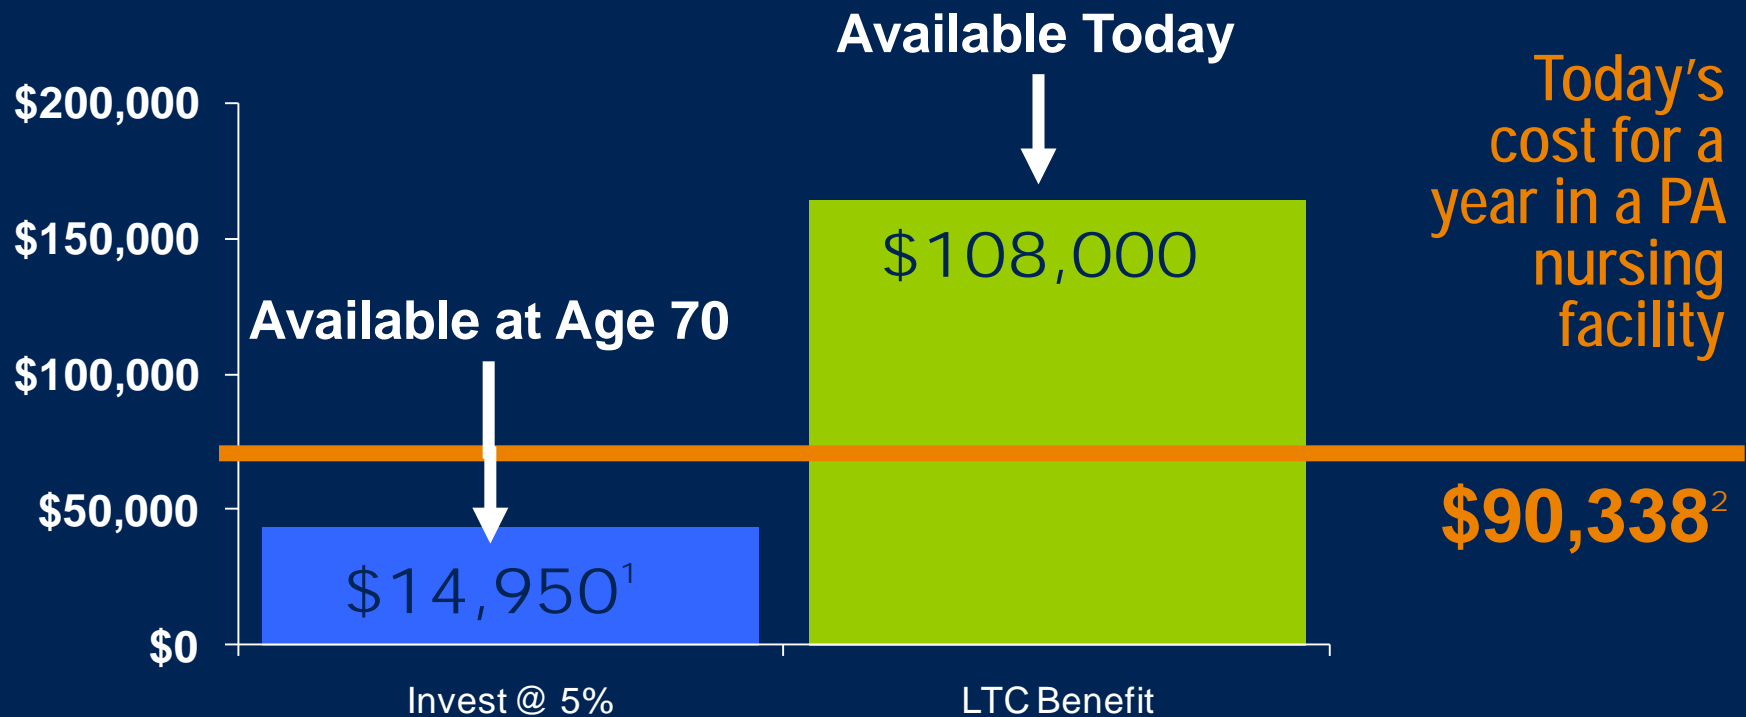 Available Today
Today's
cost for a
year in a PA
nursing
facility
$200,000
$150,000
$100,000
$50,000
$0
Available at Age 70
$108,000
$90,338²
$14,950¹
Invest @ 5%
LTC Benefit